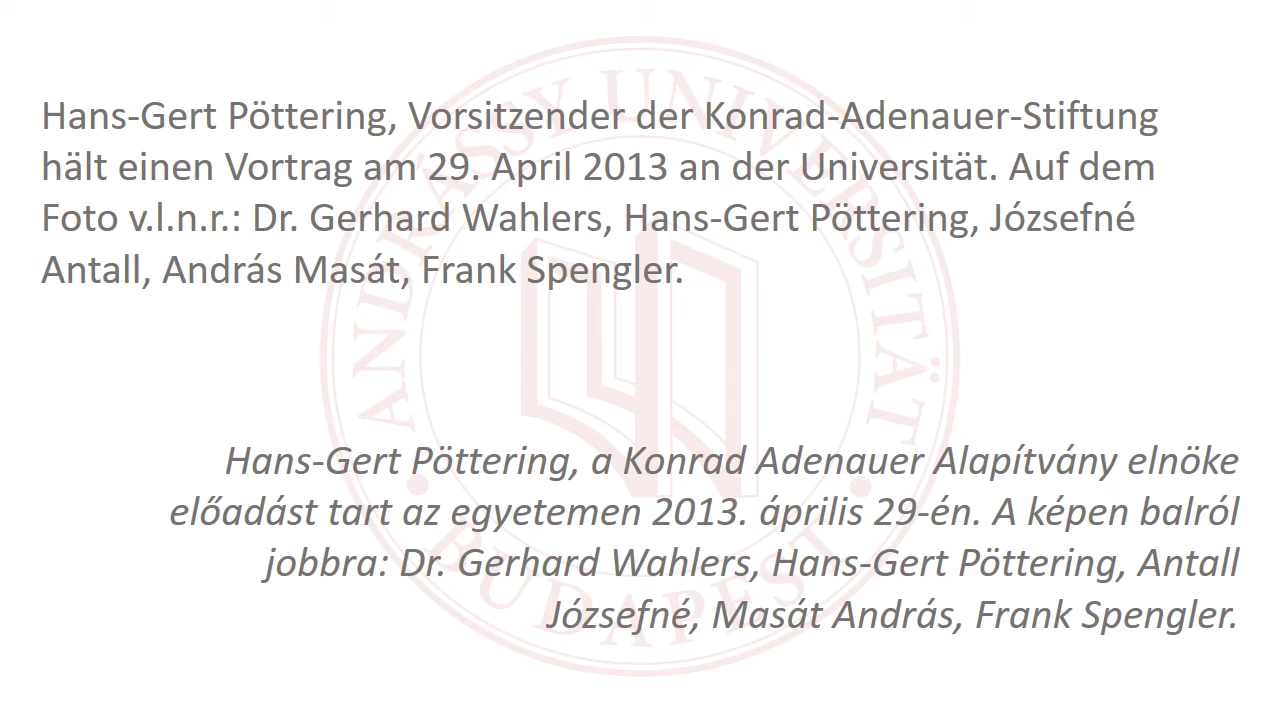 Hans-Gert Pöttering, Vorsitzender der Konrad-Adenauer-Stiftung
hält einen Vortrag am 29. April 2013 an der Universität. Auf dem
Foto v.l.n.r.: Dr. Gerhard Wahlers, Hans-Gert Pöttering, Józsefné
Antall, András Masát, Frank Spengler.
Hans-Gert Pöttering, a Konrad Adenauer Alapítvány elnöke
előadást tart az egyetemen 2013. április 29-én. A képen balról
jobbra: Dr. Gerhard Wahlers, Hans-Gert Pöttering, Antall
Józsefné, Masát András, Frank Spengler.
ANDRÁSSY UNIVERSITÄT
BUDAPEST